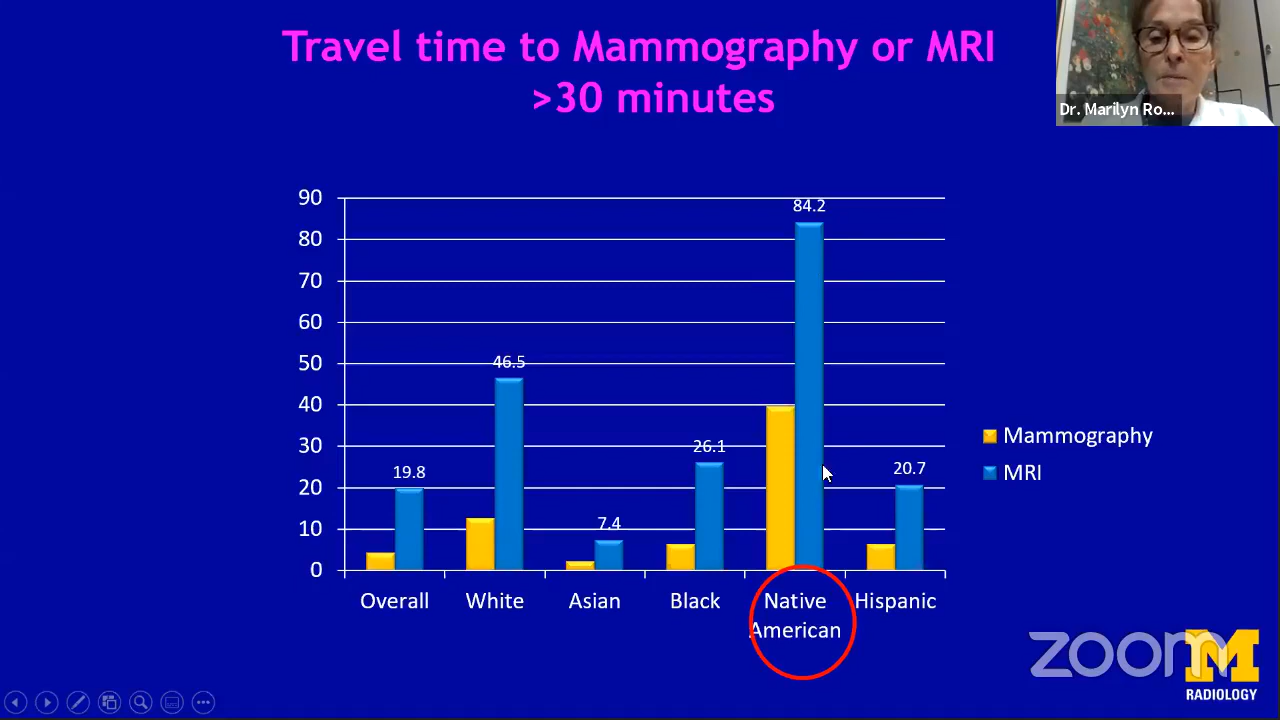 Travel time to Mammography or MRI
>30 minutes
Dr. Marilyn Ro...
90
80
70
60
50
40
30
20
10
0
19.8
46.5
7.4
26.1
84.2
20.7
Overall
White
Asian
Black
Native
American
Hispanic
Mammography
MRI
zoom
M
RADIOLOGY